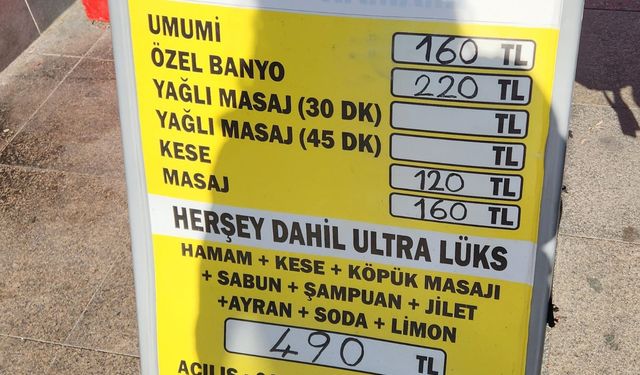 UMUMİ 160 TL
ÖZEL BANYO 220 TL
YAĞLI MASAJ (30 DK) TL
YAĞLI MASAJ (45 DK) TL
KESE 120 TL
MASAJ 160 TL
HERŞEY DAHİL ULTRA LÜKS
HAMAM + KESE + KÖPÜK MASAJI
+ SABUN + ŞAMPUAN + JİLET
+AYRAN + SODA + LİMON
490 TL
AÇILIŞ